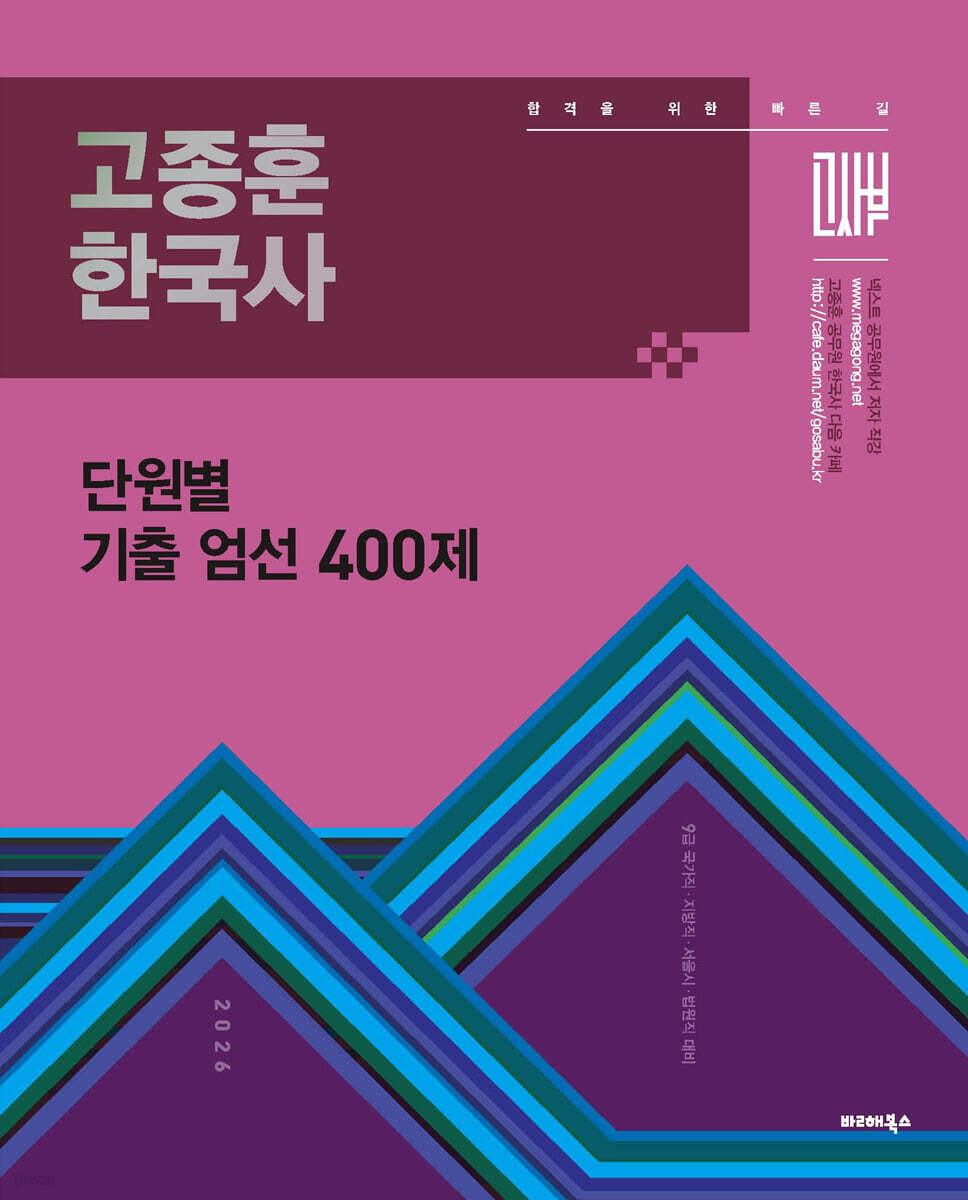 합격을 위한 빠른 길
고종훈
한국사
넥스트 공무원에서 저자 직강
www.megagong.net
고종훈 공무원 한국사 다음 카페
http://cafe.daum.net/gosabu.kr
단원별
기출 엄선 400제
9급 국가직·지방직·서울시·법원직 대비
2026
바르해북스